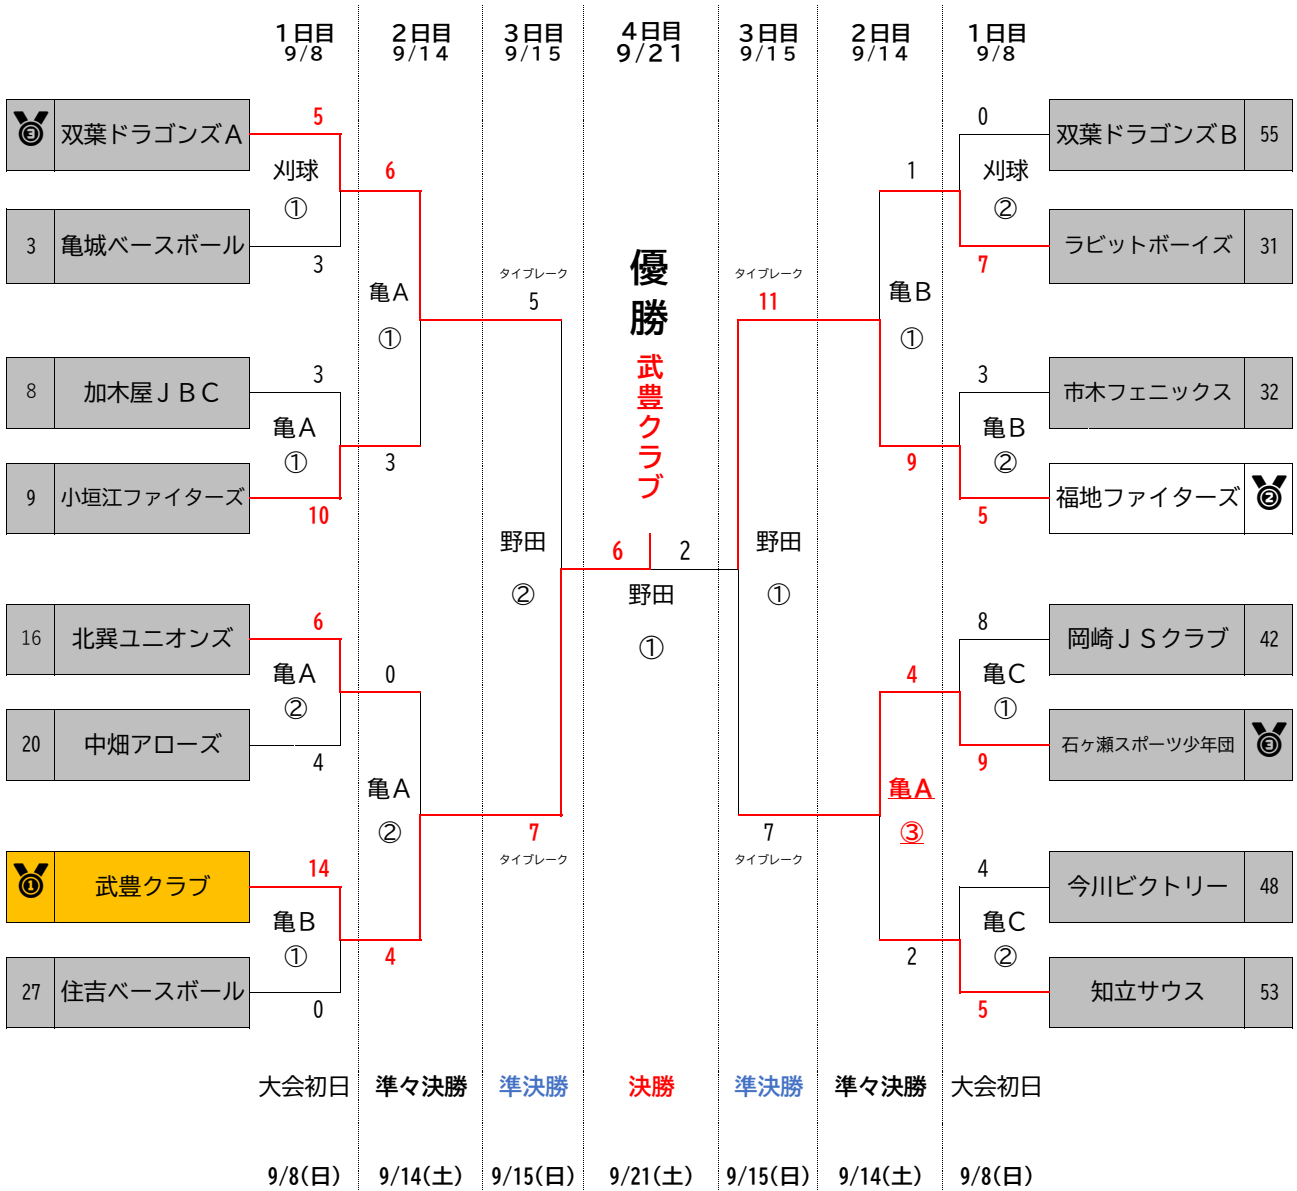 1日目 2日目 3日目 4日目 3日目 2日目 1日目
9/8 9/14 9/15 9/21 9/15 9/14 9/8
3 双葉ドラゴンズA
5
刈球
①
3 亀城ベースボール
3
6
亀A
①
8 加木屋JBC
3
亀A
①
9 小垣江ファイターズ
10
3
タイブレーク
5
野田
②
16 北巽ユニオンズ
6
亀A
②
20 中畑アローズ
4
0
亀A
②
1 武豊クラブ
14
亀B
①
27 住吉ベースボール
0
4
7
タイブレーク
優勝
武豊クラブ
6 2
野田
①
タイブレーク
11
野田
①
7
タイブレーク
1
亀B
①
9
0
双葉ドラゴンズB 55
刈球
②
ラビットボーイズ 31
7
3
市木フェニックス 32
亀B
②
福地ファイターズ 2
5
4
亀A
③
2
8
岡崎JSクラブ 42
亀C
①
石ヶ瀬スポーツ少年団 3
9
4
今川ビクトリー 48
亀C
②
知立サウス 53
5
大会初日 準々決勝 準決勝 決勝 準決勝 準々決勝 大会初日
9/8(日) 9/14(土) 9/15(日) 9/21(土) 9/15(日) 9/14(土) 9/8(日)